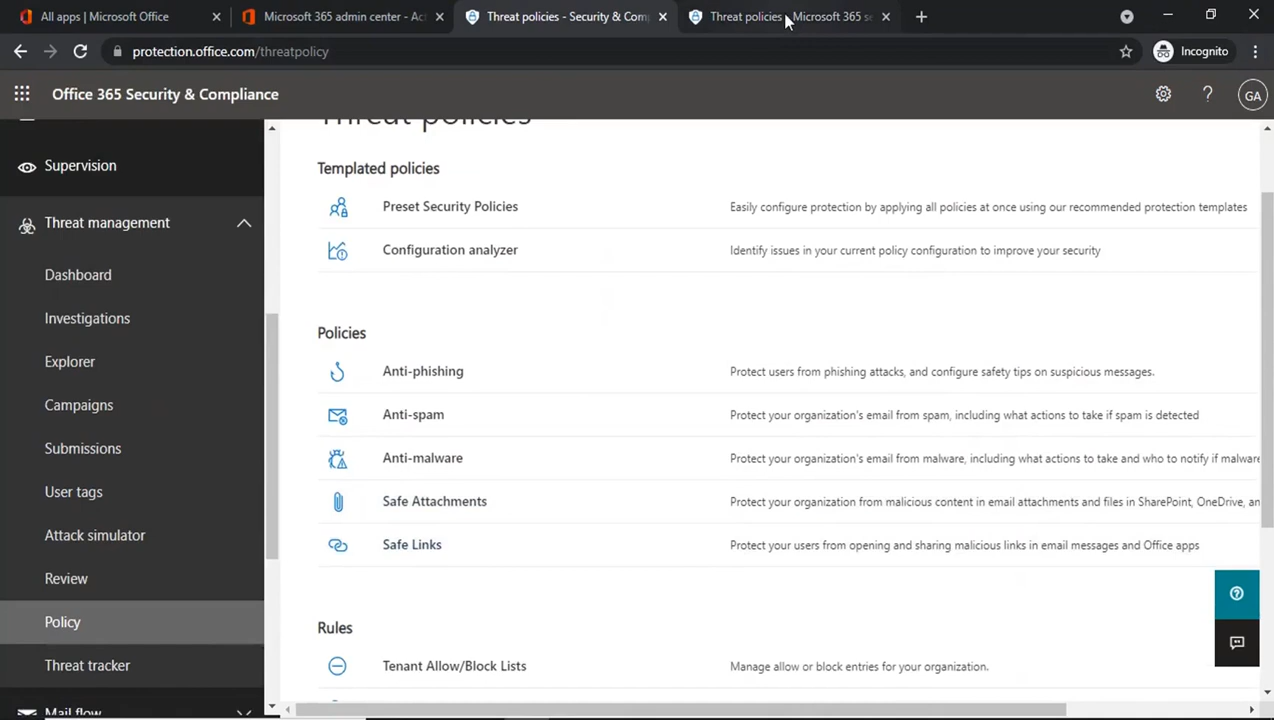 All apps | Microsoft Office
Microsoft 365 admin center - Ac
Threat policies - Security & Com
Threat policies - Microsoft 365 se
protection.office.com/threatpolicy
Incognito
Office 365 Security & Compliance
GA
Supervision
Threat management
Dashboard
Investigations
Explorer
Campaigns
Submissions
User tags
Attack simulator
Review
Policy
Threat tracker
Mail flow
Threat policies
Templated policies
Preset Security Policies
Easily configure protection by applying all policies at once using our recommended protection templates
Configuration analyzer
Identify issues in your current policy configuration to improve your security
Policies
Anti-phishing
Protect users from phishing attacks, and configure safety tips on suspicious messages.
Anti-spam
Protect your organization's email from spam, including what actions to take if spam is detected
Anti-malware
Protect your organization's email from malware, including what actions to take and who to notify if malware
Safe Attachments
Protect your organization from malicious content in email attachments and files in SharePoint, OneDrive, an
Safe Links
Protect your users from opening and sharing malicious links in email messages and Office apps
Rules
Tenant Allow/Block Lists
Manage allow or block entries for your organization.